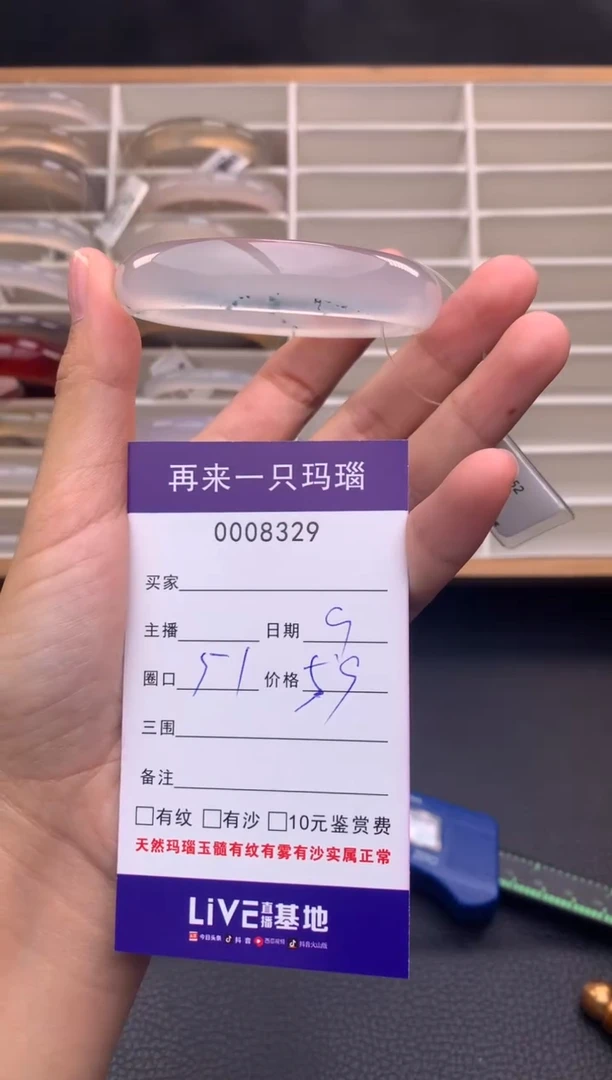 52
再来一只玛瑙
0008329
买家
主播 日期 9
圈口 51 价格 59
三围
备注
□有纹 □有沙 □10元鉴赏费
天然玛瑙玉髓有纹有雾有沙实属正常
LiVE直播基地
今日头条 抖音 西瓜视频 抖音火山版